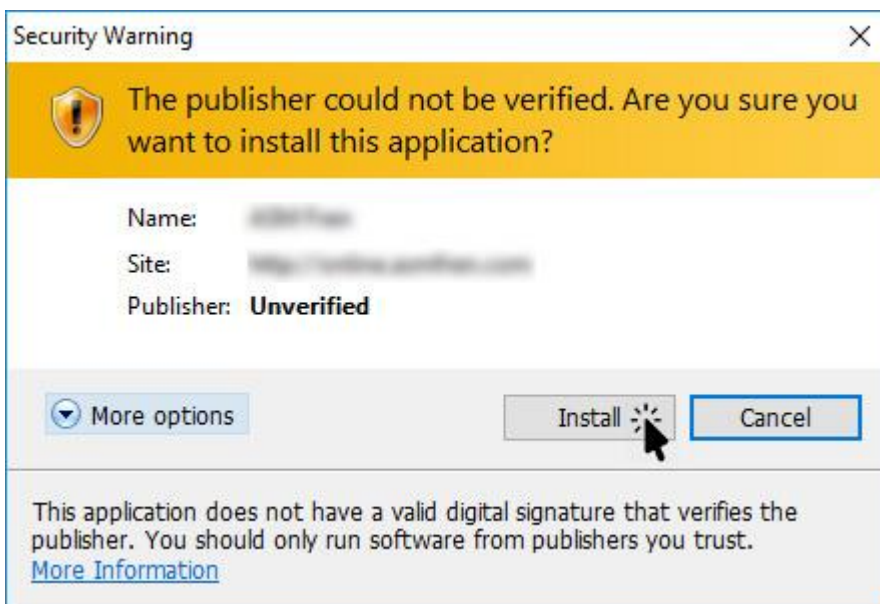 Security Warning
The publisher could not be verified. Are you sure you
want to install this application?
Name:
Site:
Publisher: Unverified
More options
Install
Cancel
This application does not have a valid digital signature that verifies the
publisher. You should only run software from publishers you trust.
More Information